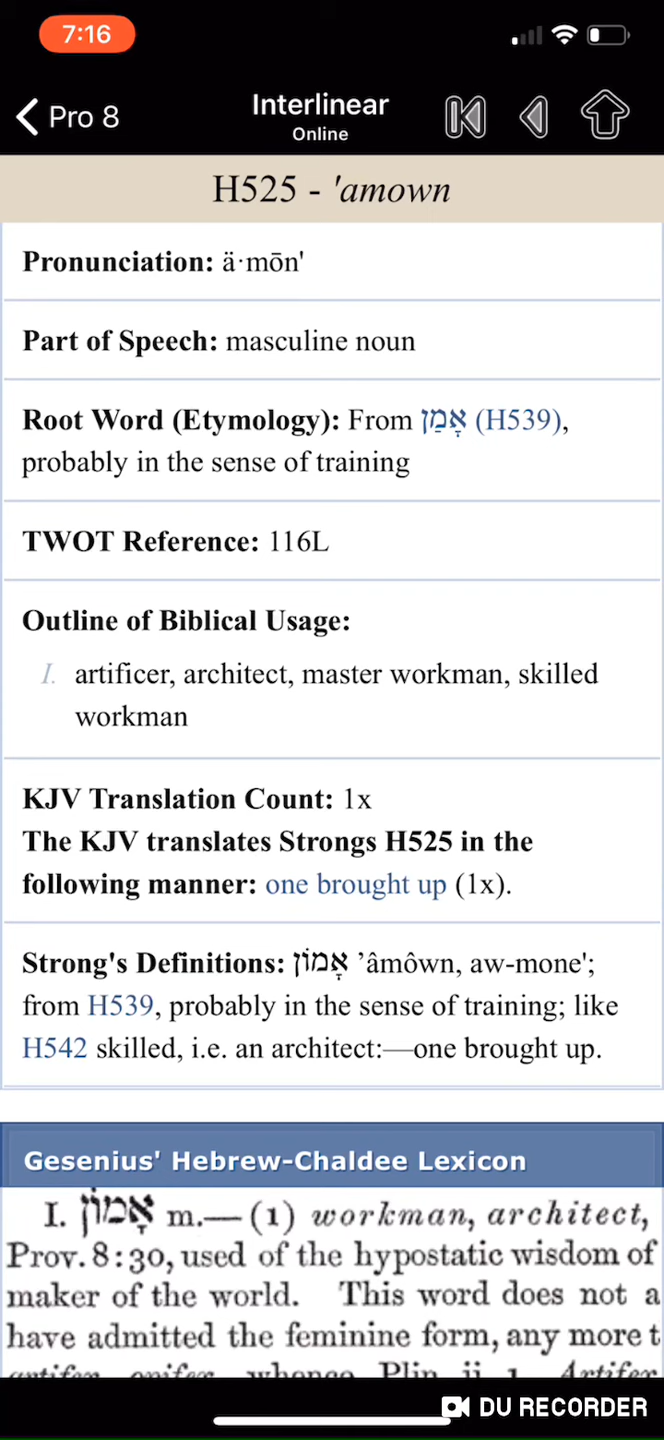 7:16
Pro 8
Interlinear
Online
H525 - 'amown
Pronunciation: ä·mōn'
Part of Speech: masculine noun
Root Word (Etymology): From אָמַן (H539),
probably in the sense of training
TWOT Reference: 116L
Outline of Biblical Usage:
I. artificer, architect, master workman, skilled
workman
KJV Translation Count: 1x
The KJV translates Strongs H525 in the
following manner: one brought up (1x).
Strong's Definitions: אָמוֹן ʼâmôwn, aw-mone';
from H539, probably in the sense of training; like
H542 skilled, i.e. an architect:—one brought up.
Gesenius' Hebrew-Chaldee Lexicon
I. אָמוֹן m.—(1) workman, architect,
Prov. 8:30, used of the hypostatic wisdom of
maker of the world. This word does not a
have admitted the feminine form, any more t
whence Plin. ii. 1. Artifex
DU RECORDER